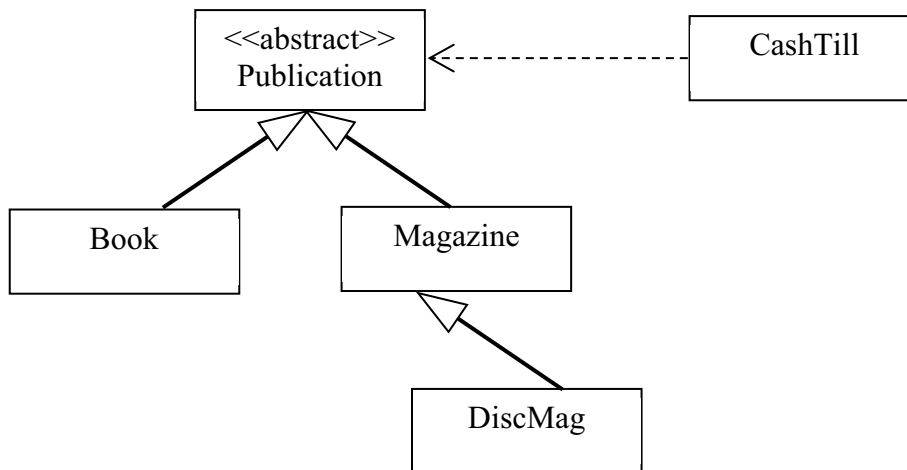 <<abstract>>
Publication
CashTill
Book
Magazine
DiscMag